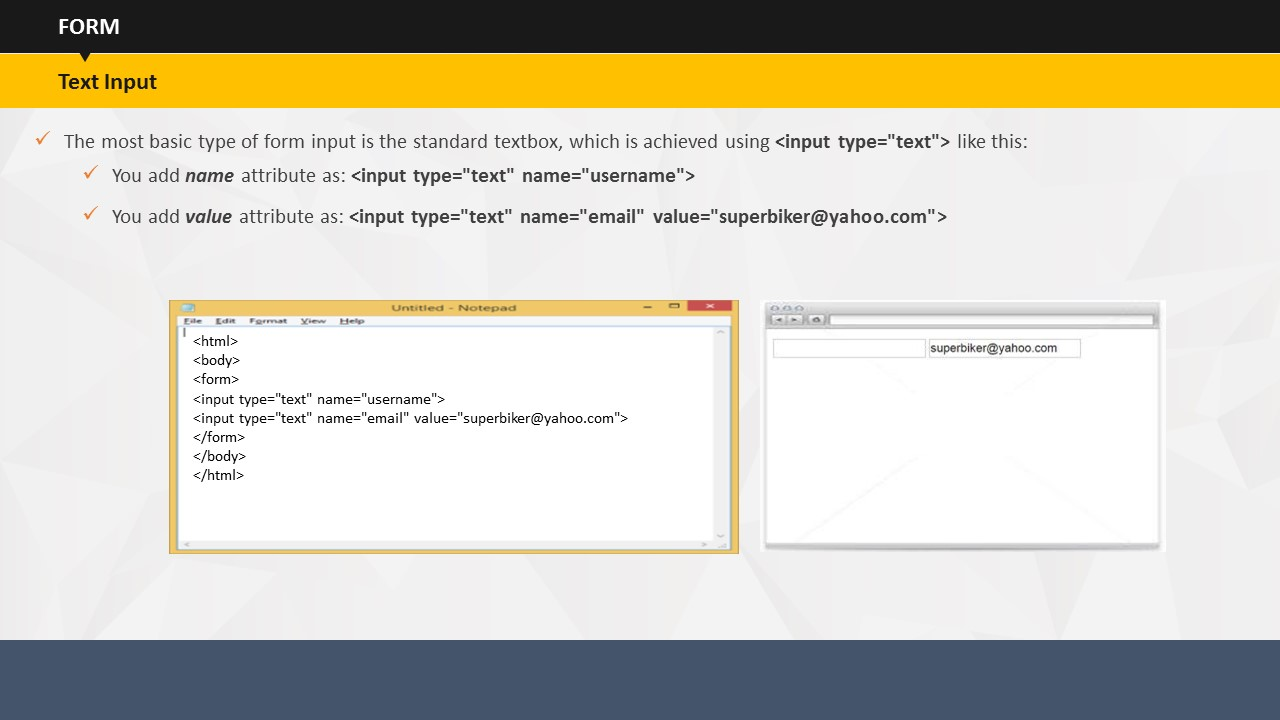 FORM
Text Input
The most basic type of form input is the standard textbox, which is achieved using <input type="text"> like this:
You add name attribute as: <input type="text" name="username">
You add value attribute as: <input type="text" name="email" value="superbiker@yahoo.com">
Untitled - Notepad
File Edit Format View Help
<html>
<body>
<form>
<input type="text" name="username">
<input type="text" name="email" value="superbiker@yahoo.com">
</form>
</body>
</html>
superbiker@yahoo.com